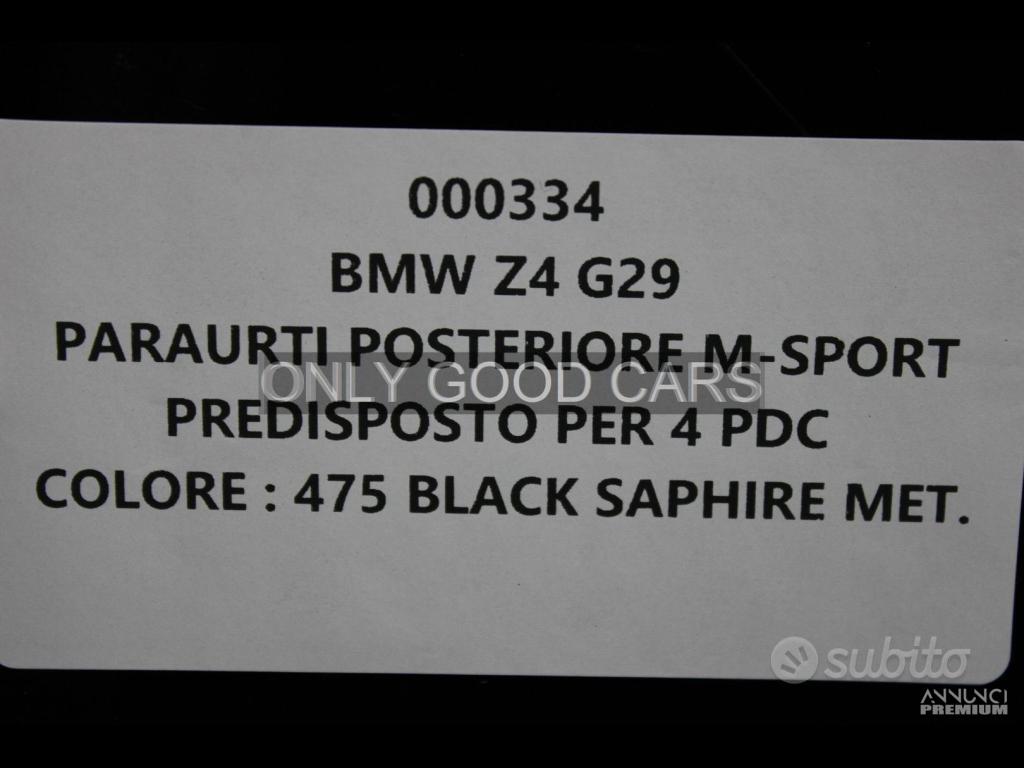 000334
BMW Z4 G29
PARAURTI POSTERIORE M-SPORT
ONLY GOOD CARS
PREDISPOSTO PER 4 PDC
COLORE : 475 BLACK SAPHIRE MET.
subito
ANNUNCI
PREMIUM